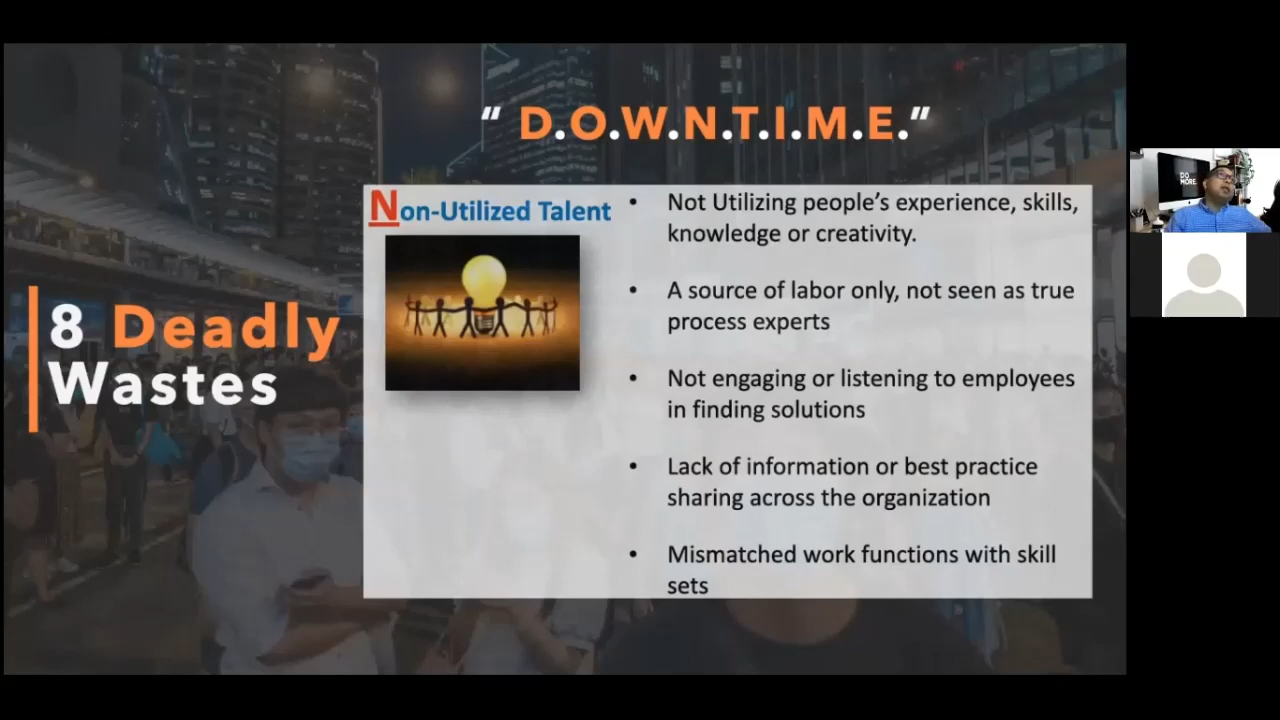 “ D.O.W.N.T.I.M.E.”
8 Deadly
Wastes
Non-Utilized Talent
• Not Utilizing people’s experience, skills,
knowledge or creativity.
• A source of labor only, not seen as true
process experts
• Not engaging or listening to employees
in finding solutions
• Lack of information or best practice
sharing across the organization
• Mismatched work functions with skill
sets
DO
MORE.